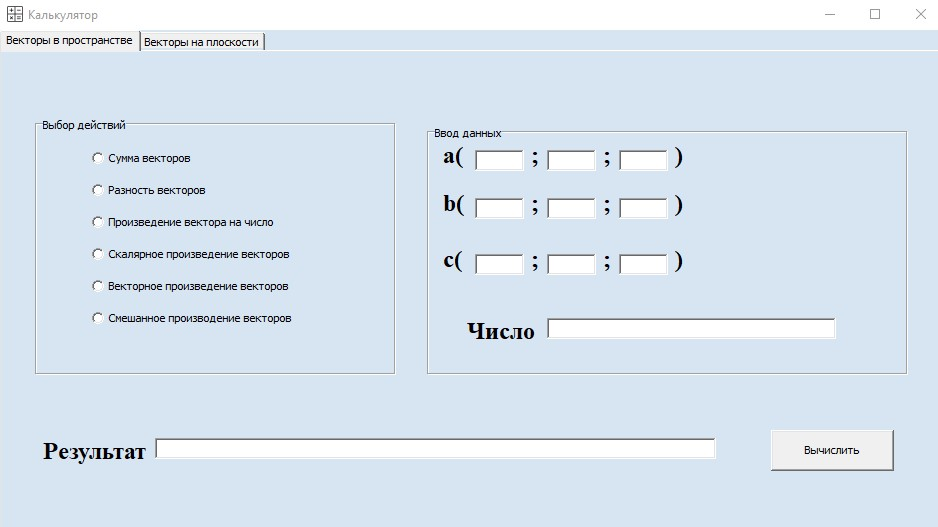 Калькулятор
Векторы в пространстве
Векторы на плоскости
Выбор действий
Сумма векторов
Разность векторов
Произведение вектора на число
Скалярное произведение векторов
Векторное произведение векторов
Смешанное производение векторов
Ввод данных
a( ; ; )
b( ; ; )
c( ; ; )
Число
Результат
Вычислить